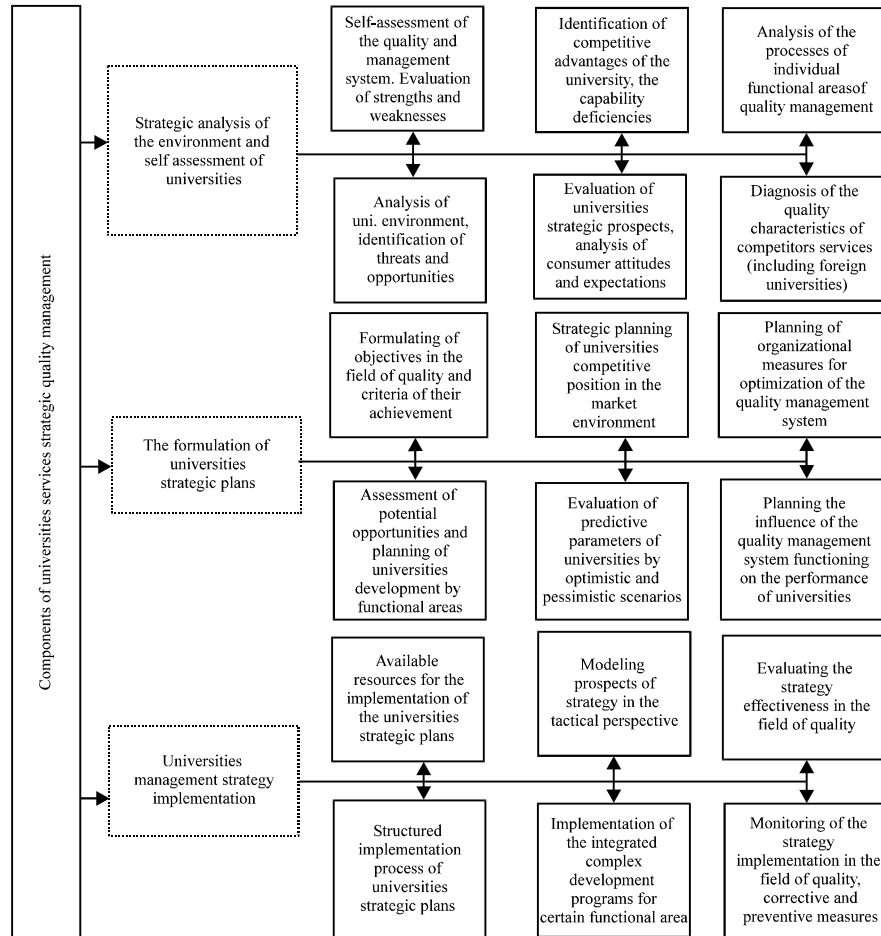 Components of universities services strategic quality management
Strategic analysis of
the environment and
self assessment of
universities
Self-assessment of
the quality and
management
system. Evaluation
of strengths and
weaknesses
Identification of
competitive
advantages of the
university, the
capability
deficiencies
Analysis of the
processes of
individual
functional areasof
quality management
Analysis of
uni. environment,
identification of
threats and
opportunities
Evaluation of
universities
strategic prospects,
analysis of
consumer attitudes
and expectations
Diagnosis of the
quality
characteristics of
competitors services
(including foreign
universities)
The formulation of
universities
strategic plans
Formulating of
objectives in the
field of quality and
criteria of their
achievement
Strategic planning
of universities
competitive
position in the
market
environment
Planning of
organizational
measures for
optimization of the
quality management
system
Assessment of
potential
opportunities and
planning of
universities
development by
functional areas
Evaluation of
predictive
parameters of
universities by
optimistic and
pessimistic scenarios
Planning the
influence of the
quality management
system functioning
on the performance
of universities
Universities
management strategy
implementation
Available
resources for the
implementation of
the universities
strategic plans
Modeling
prospects of
strategy in the
tactical perspective
Evaluating the
strategy
effectiveness in the
field of quality
Structured
implementation
process of
universities
strategic plans
Implementation of
the integrated
complex
development
programs for
certain functional area
Monitoring of the
strategy
implementation in the
field of quality,
corrective and
preventive measures